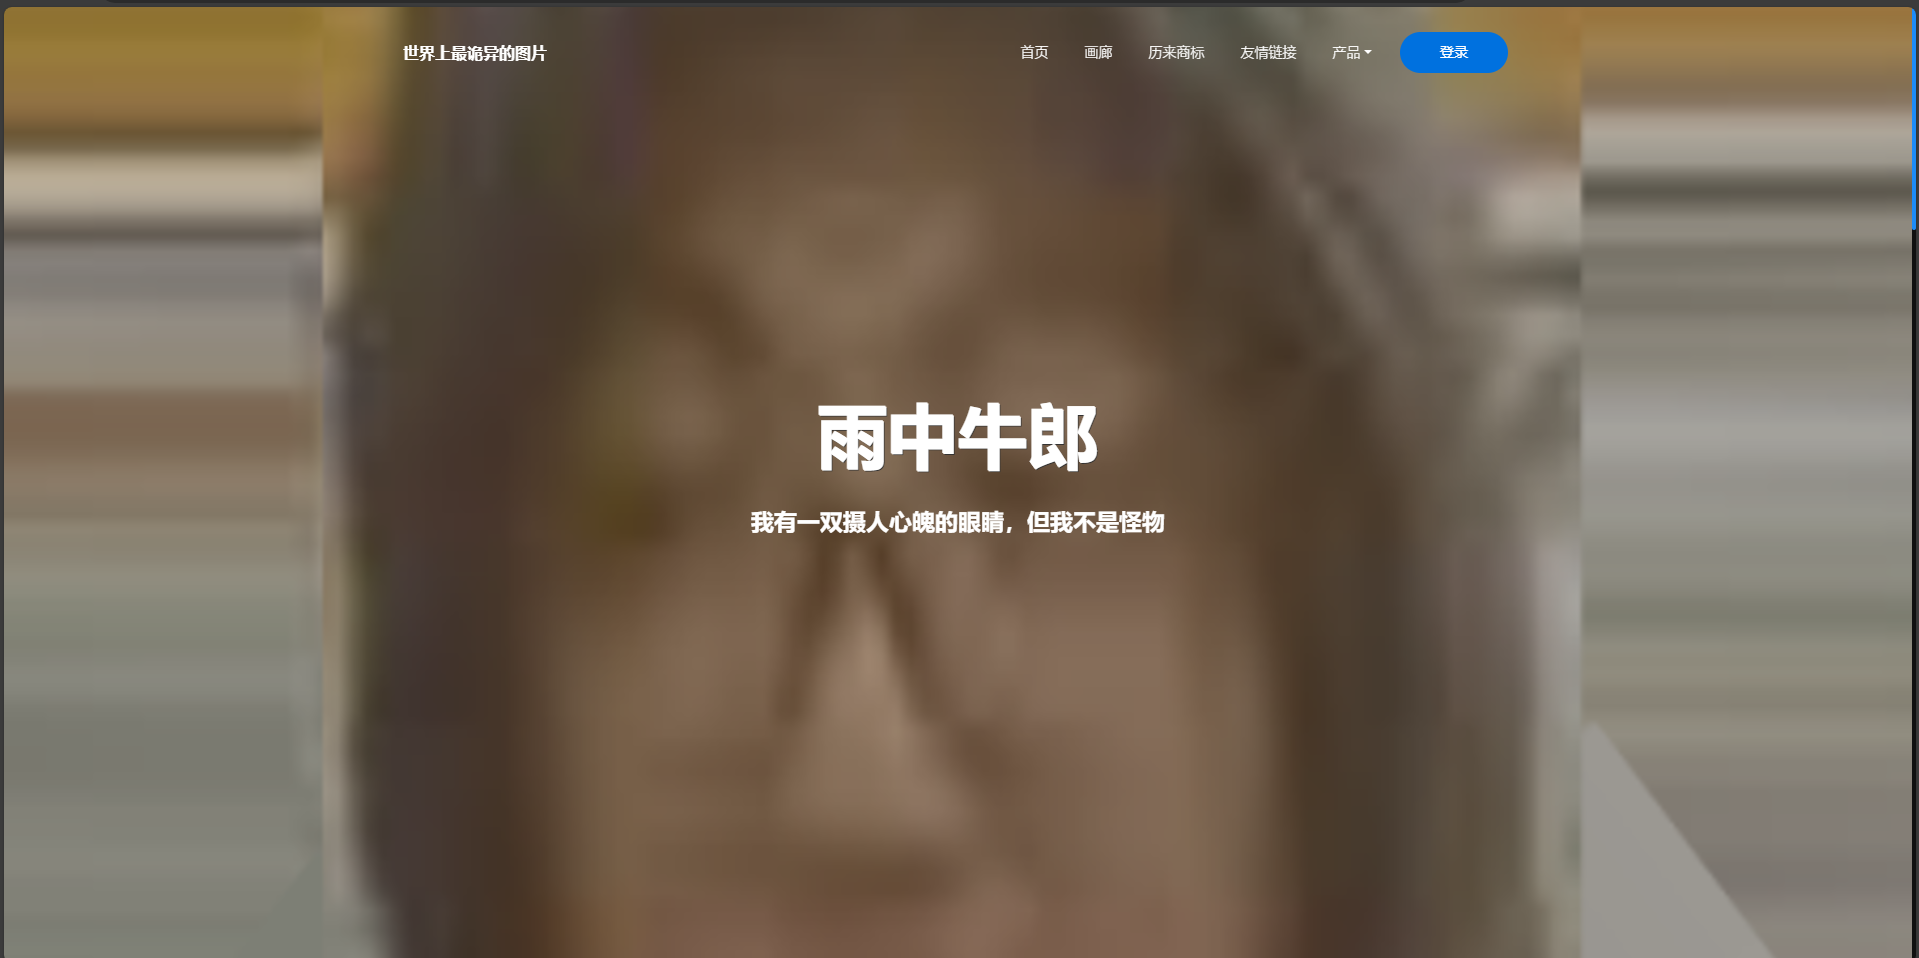 世界上最诡异的图片
首页 画廊 历来商标 友情链接 产品 登录
雨中牛郎
我有一双摄人心魄的眼睛，但我不是怪物